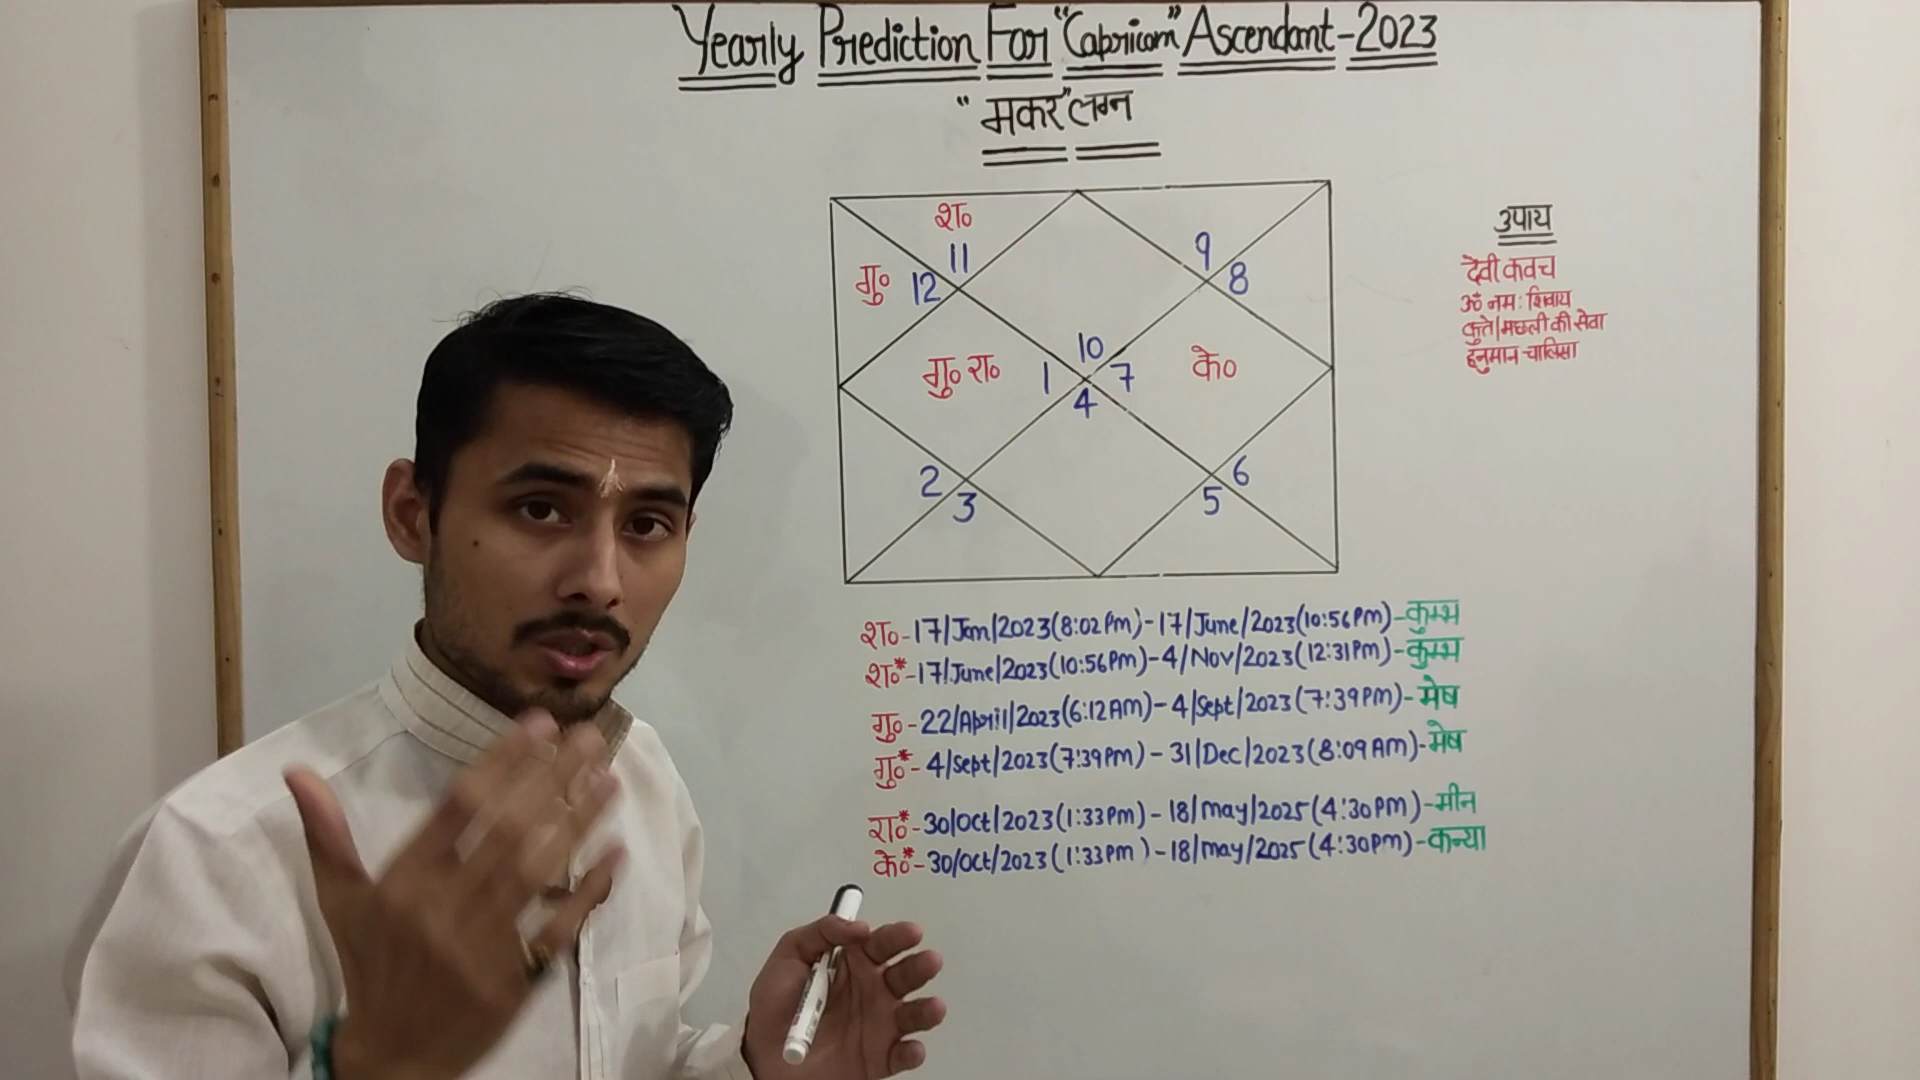 Yearly Prediction For "Capricorn" Ascendant-2023
"मकर" लग्न
श०
11
गु० 12
9
8
10
गु० रा० 1
7 के०
4
2
3
6
5
उपाय
देवी कवच
ॐ नमः शिवाय
कुत्ते/मछली की सेवा
हनुमान चालिसा
श०-17/Jan/2023(8:02Pm)-17/June/2023(10:56Pm)-कुम्भ
श०*-17/June/2023(10:56Pm)-4/Nov/2023(12:31Pm)-कुम्भ
गु०-22/April/2023(6:12AM)-4/Sept/2023(7:39PM)-मेष
गु०*-4/Sept/2023(7:39Pm)-31/Dec/2023(8:09AM)-मेष
रा०*-30/Oct/2023(1:33Pm)-18/may/2025(4:30PM)-मीन
के०*-30/Oct/2023(1:33Pm)-18/may/2025(4:30PM)-कन्या